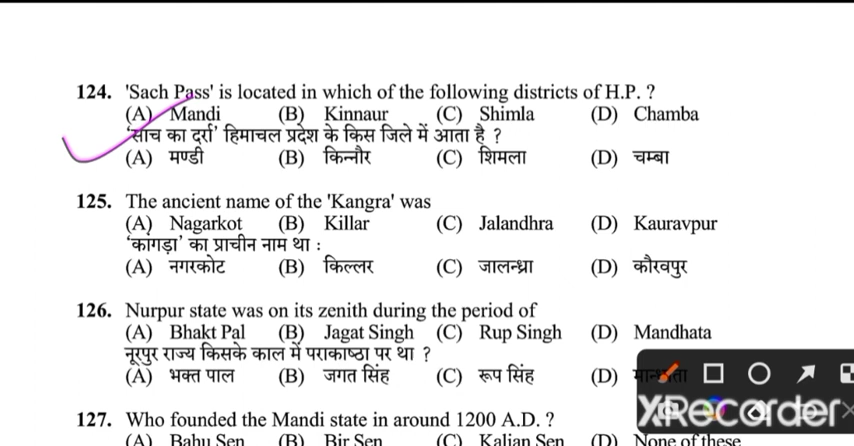 124. 'Sach Pass' is located in which of the following districts of H.P. ?
(A) Mandi (B) Kinnaur (C) Shimla (D) Chamba
'साच का दर्रा' हिमाचल प्रदेश के किस जिले में आता है ?
(A) मण्डी (B) किन्नौर (C) शिमला (D) चम्बा
125. The ancient name of the 'Kangra' was
(A) Nagarkot (B) Killar (C) Jalandhra (D) Kauravpur
'कांगड़ा' का प्राचीन नाम था :
(A) नगरकोट (B) किल्लर (C) जालन्ध्रा (D) कौरवपुर
126. Nurpur state was on its zenith during the period of
(A) Bhakt Pal (B) Jagat Singh (C) Rup Singh (D) Mandhata
नूरपुर राज्य किसके काल में पराकाष्ठा पर था ?
(A) भक्त पाल (B) जगत सिंह (C) रूप सिंह (D)
XRecorder
127. Who founded the Mandi state in around 1200 A.D. ?
(A) Bahu Sen (B) Bir Sen (C) Kalian Sen (D) None of these